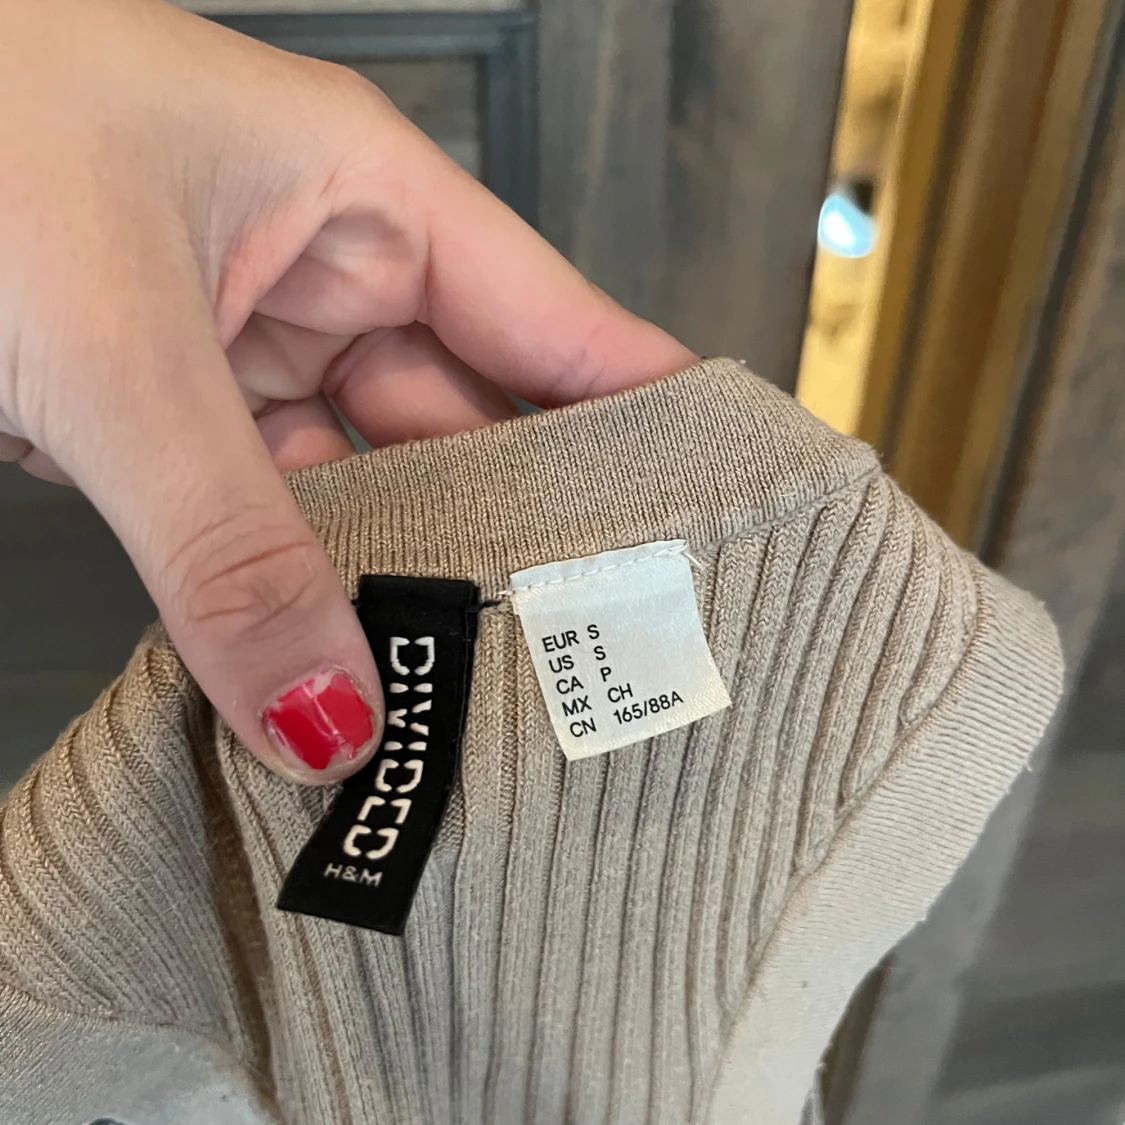 DIVIDED
H&M
EUR S
US S
CA P
MX CH
CN 165/88A